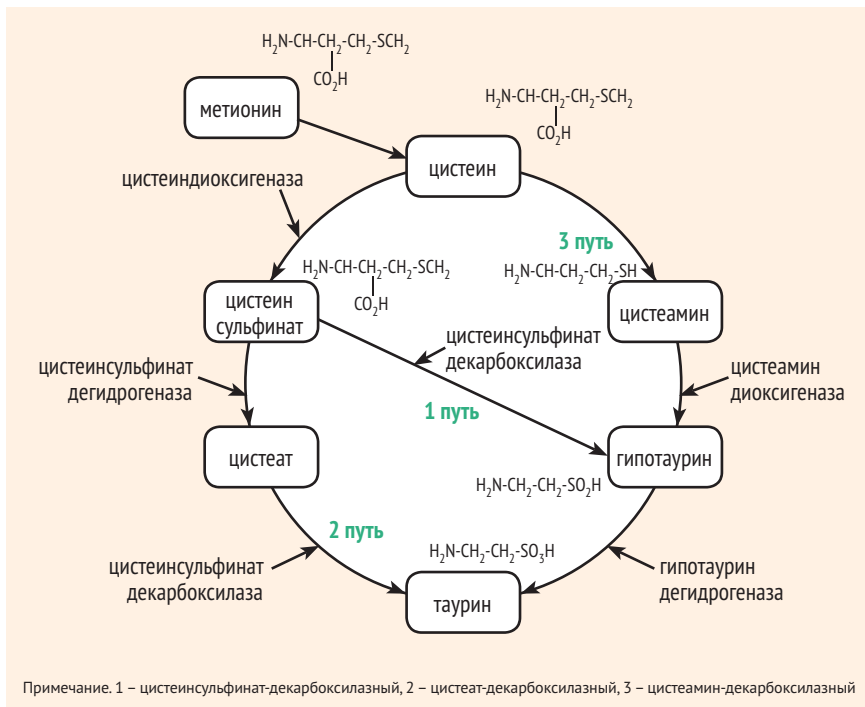 H₂N-CH-CH₂-CH₂-SCH₂
CO₂H
метионин
H₂N-CH-CH₂-CH₂-SCH₂
CO₂H
цистеин
цистеиндиоксигеназа
3 путь
H₂N-CH-CH₂-CH₂-SCH₂
CO₂H
H₂N-CH-CH₂-CH₂-SH
цистеин
сульфинат
цистеамин
цистеинсульфинат
декарбоксилаза
цистеинсульфинат
дегидрогеназа
цистеамин
диоксигеназа
1 путь
цистеат
гипотаурин
H₂N-CH₂-CH₂-SO₂H
2 путь
H₂N-CH₂-CH₂-SO₃H
цистеинсульфинат
декарбоксилаза
гипотаурин
дегидрогеназа
таурин
Примечание. 1 – цистеинсульфинат-декарбоксилазный, 2 – цистеат-декарбоксилазный, 3 – цистеамин-декарбоксилазный